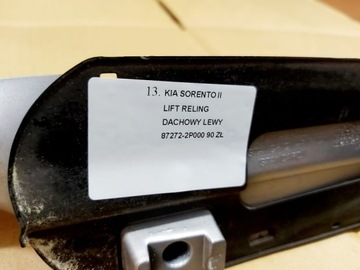 13. KIA SORENTO II
LIFT RELING
DACHOWY LEWY
87272-2P000 90 ZŁ